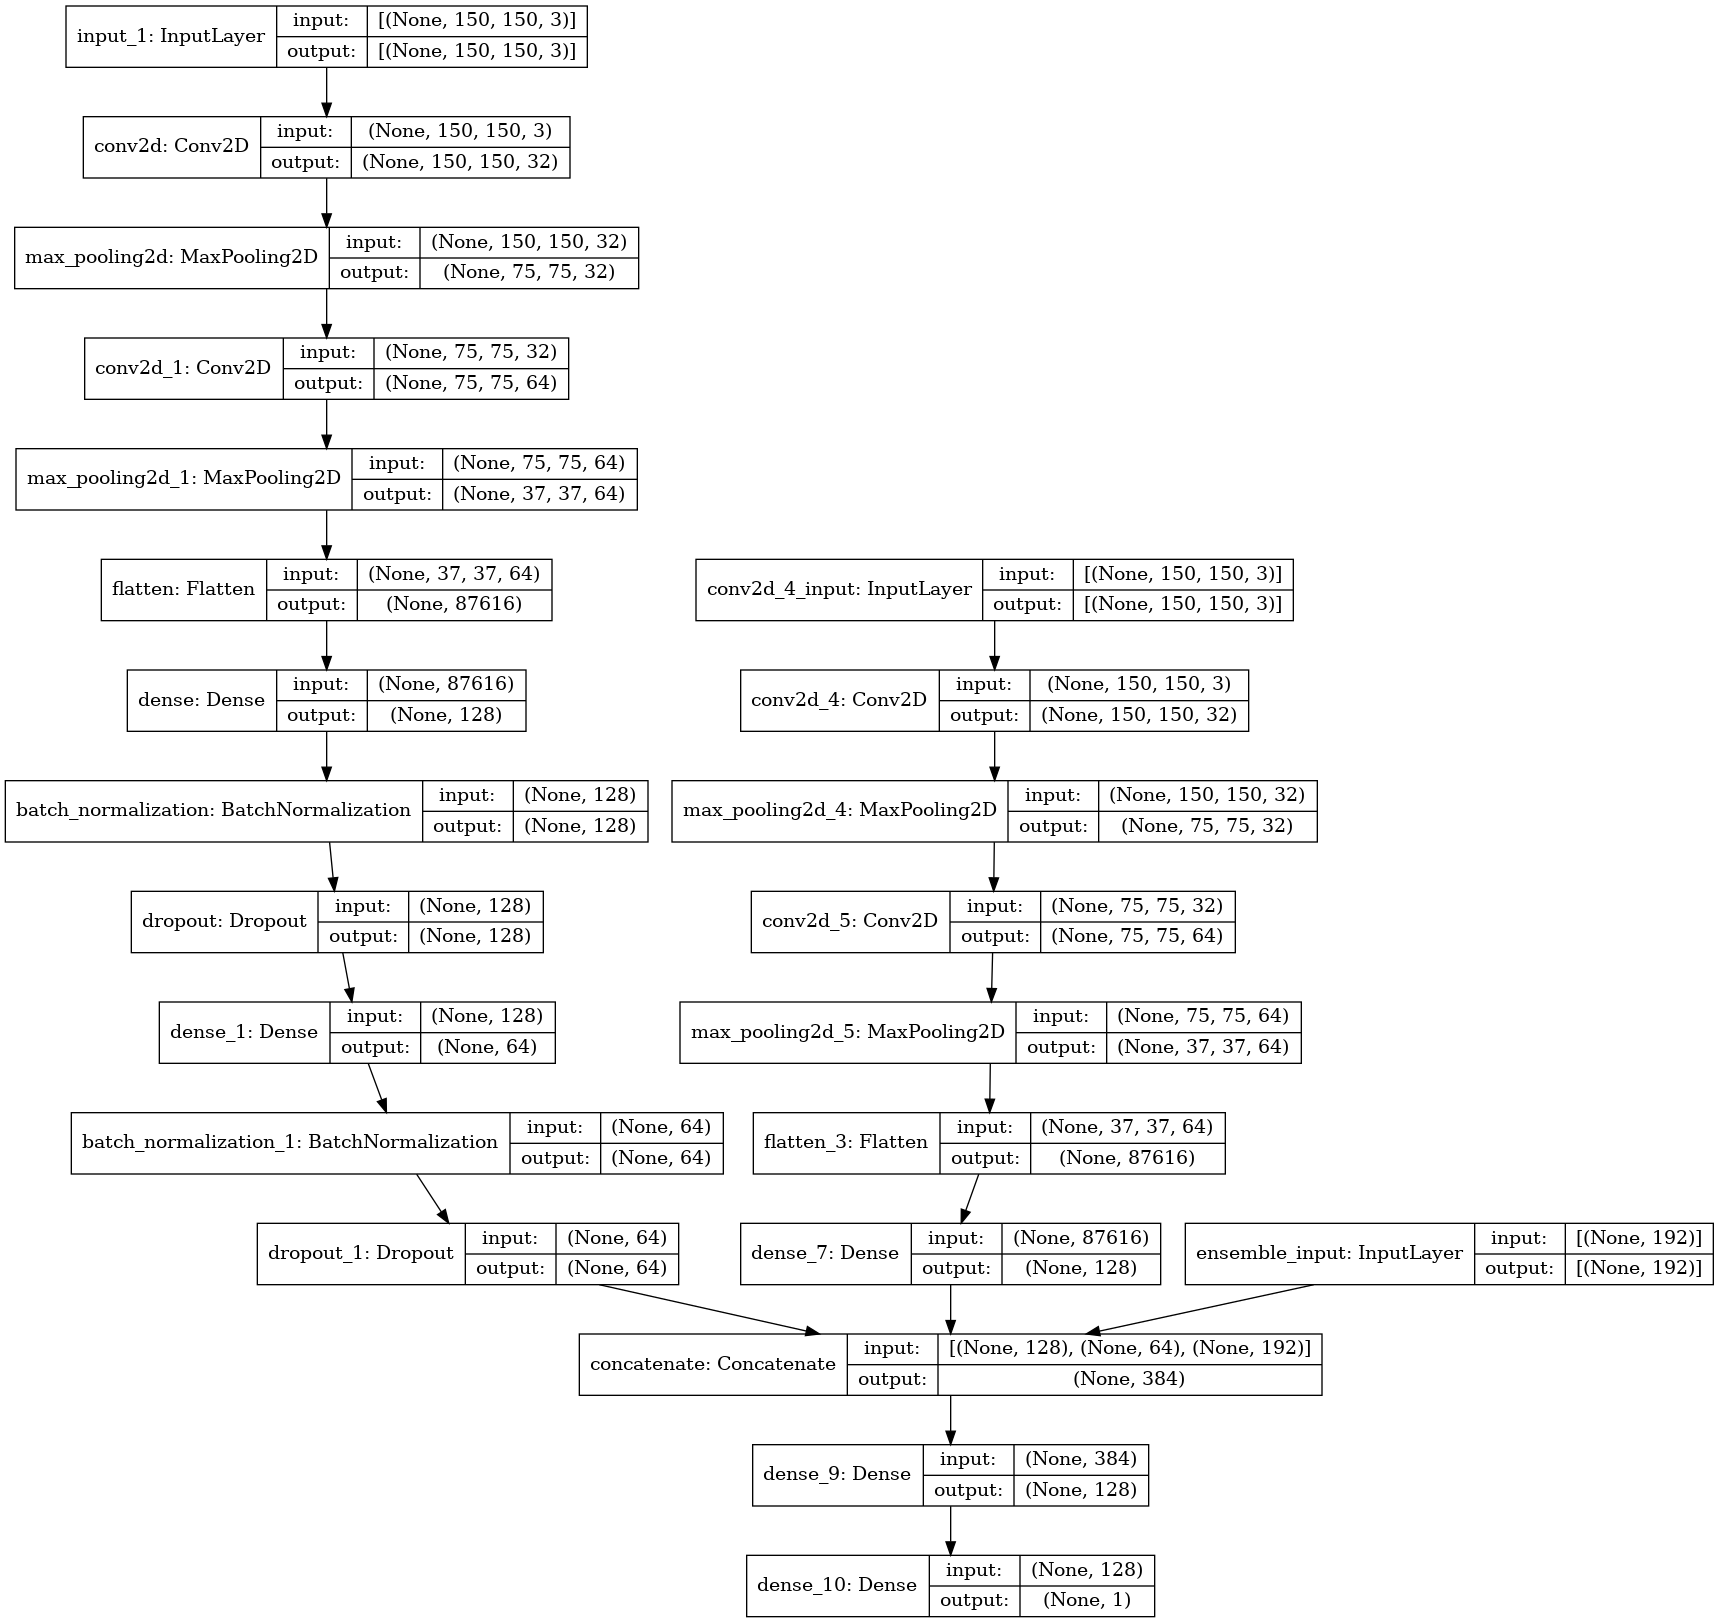 input_1: InputLayer
input:
[(None, 150, 150, 3)]
output:
[(None, 150, 150, 3)]
conv2d: Conv2D
input:
(None, 150, 150, 3)
output:
(None, 150, 150, 32)
max_pooling2d: MaxPooling2D
input:
(None, 150, 150, 32)
output:
(None, 75, 75, 32)
conv2d_1: Conv2D
input:
(None, 75, 75, 32)
output:
(None, 75, 75, 64)
max_pooling2d_1: MaxPooling2D
input:
(None, 75, 75, 64)
output:
(None, 37, 37, 64)
flatten: Flatten
input:
(None, 37, 37, 64)
output:
(None, 87616)
dense: Dense
input:
(None, 87616)
output:
(None, 128)
batch_normalization: BatchNormalization
input:
(None, 128)
output:
(None, 128)
dropout: Dropout
input:
(None, 128)
output:
(None, 128)
dense_1: Dense
input:
(None, 128)
output:
(None, 64)
batch_normalization_1: BatchNormalization
input:
(None, 64)
output:
(None, 64)
dropout_1: Dropout
input:
(None, 64)
output:
(None, 64)
conv2d_4_input: InputLayer
input:
[(None, 150, 150, 3)]
output:
[(None, 150, 150, 3)]
conv2d_4: Conv2D
input:
(None, 150, 150, 3)
output:
(None, 150, 150, 32)
max_pooling2d_4: MaxPooling2D
input:
(None, 150, 150, 32)
output:
(None, 75, 75, 32)
conv2d_5: Conv2D
input:
(None, 75, 75, 32)
output:
(None, 75, 75, 64)
max_pooling2d_5: MaxPooling2D
input:
(None, 75, 75, 64)
output:
(None, 37, 37, 64)
flatten_3: Flatten
input:
(None, 37, 37, 64)
output:
(None, 87616)
dense_7: Dense
input:
(None, 87616)
output:
(None, 128)
ensemble_input: InputLayer
input:
[(None, 192)]
output:
[(None, 192)]
concatenate: Concatenate
input:
[(None, 128), (None, 64), (None, 192)]
output:
(None, 384)
dense_9: Dense
input:
(None, 384)
output:
(None, 128)
dense_10: Dense
input:
(None, 128)
output:
(None, 1)